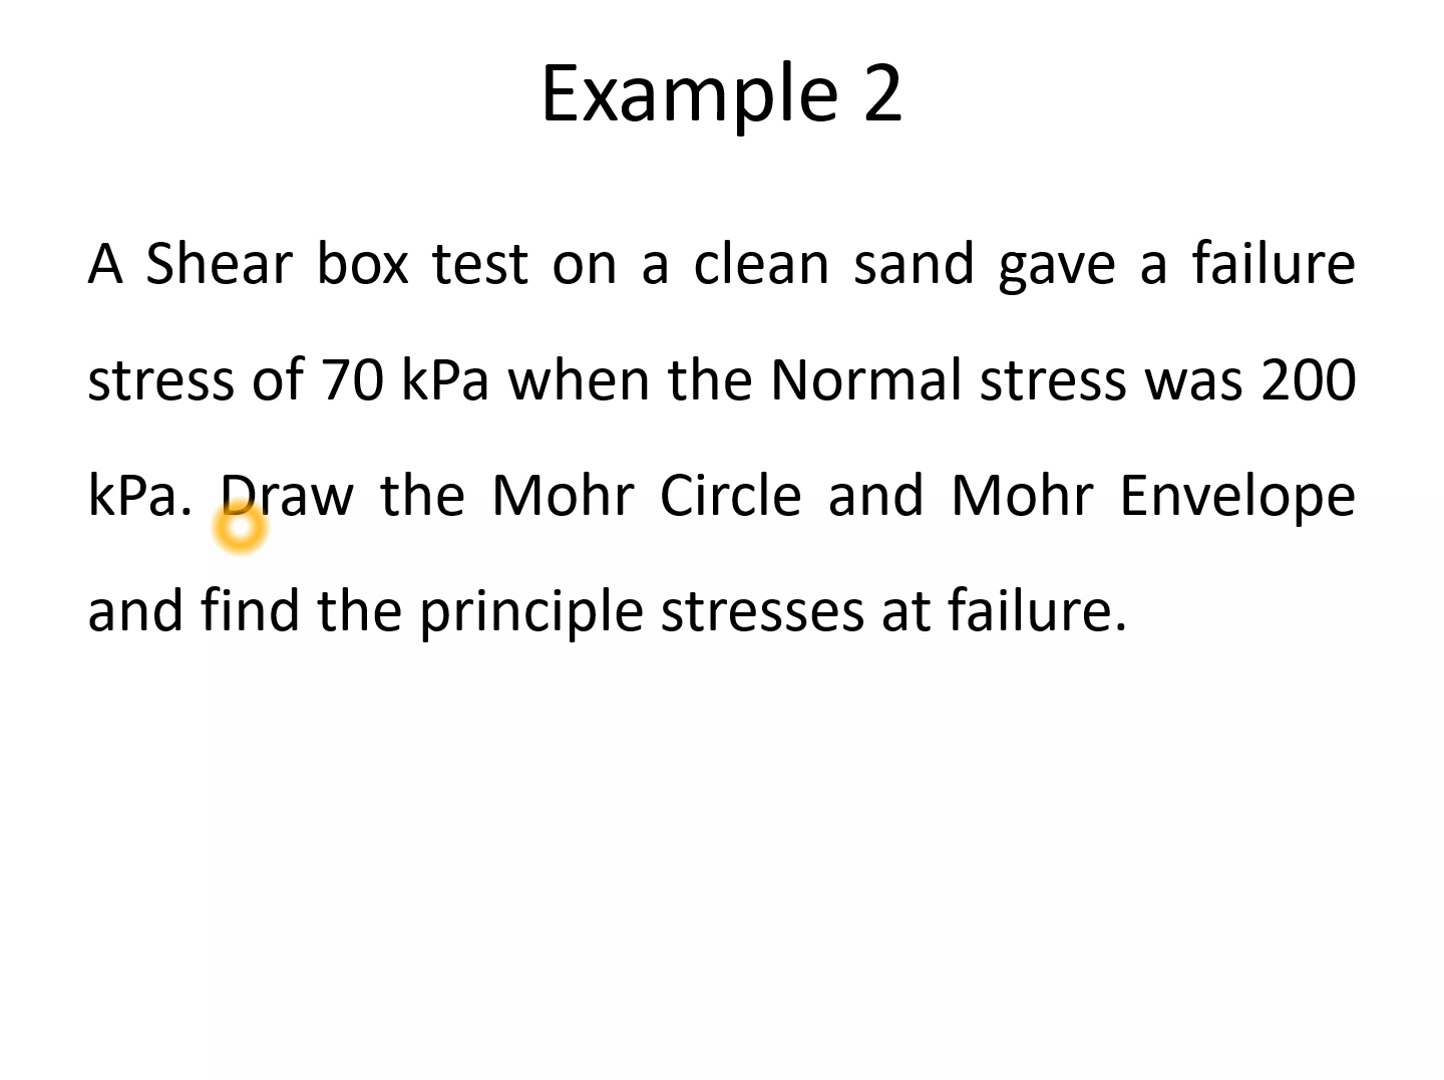 Example 2
A Shear box test on a clean sand gave a failure
stress of 70 kPa when the Normal stress was 200
kPa. Draw the Mohr Circle and Mohr Envelope
and find the principle stresses at failure.